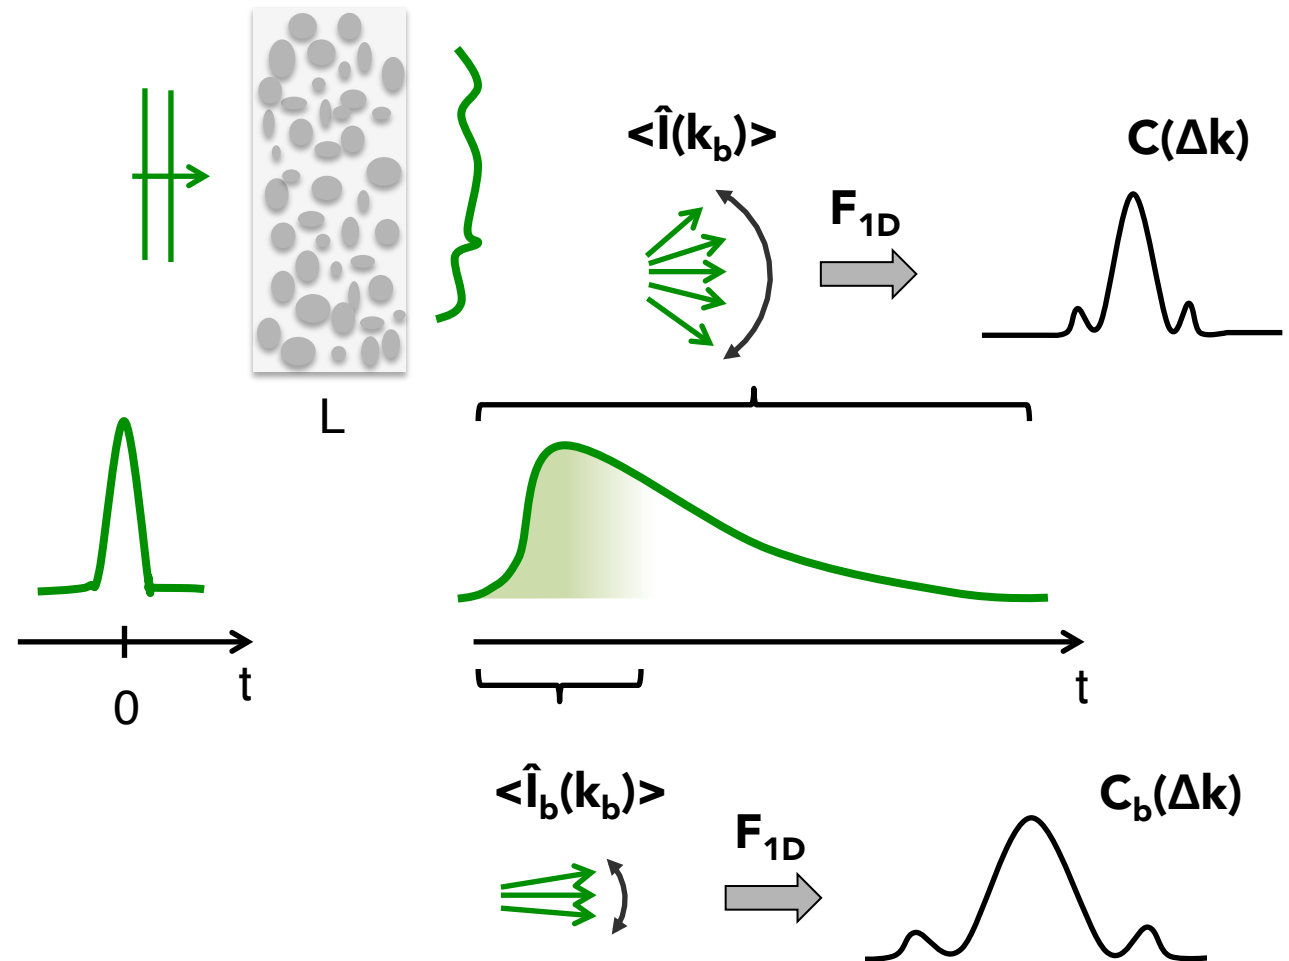 <Î(k_b)>
C(Δk)
F_1D
L
0
t
t
<Î_b(k_b)>
C_b(Δk)
F_1D